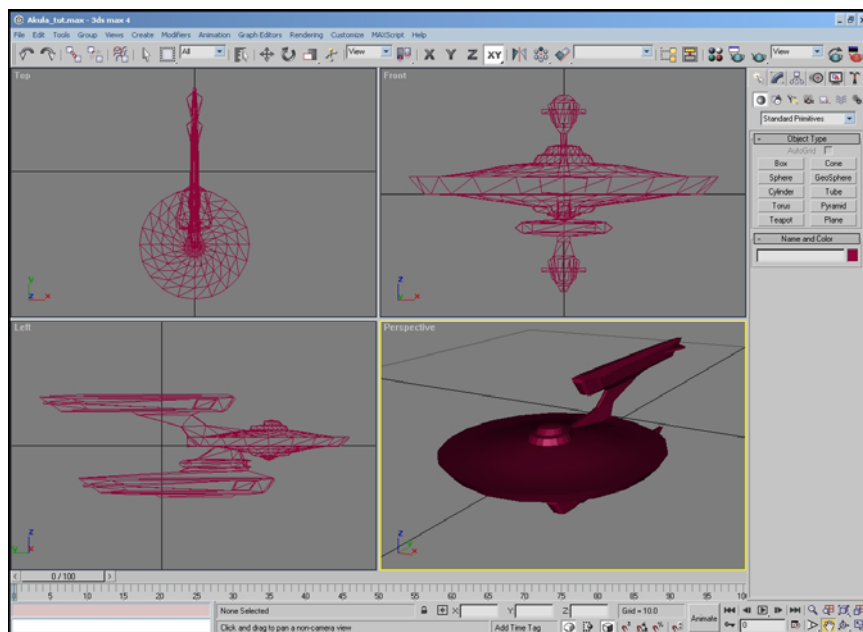 Akula_tut.max - 3ds max 4
File Edit Tools Group Views Create Modifiers Animation Graph Editors Rendering Customize MAXScript Help
All View X Y Z XY View
Top
Front
Standard Primitives
- Object Type
AutoGrid
Box Cone
Sphere GeoSphere
Cylinder Tube
Torus Pyramid
Teapot Plane
- Name and Color
y
z x
z
y x
Left
Perspective
z
y x
z
y x
< 0 / 100 >
0 5 10 15 20 25 30 35 40 45 50 55 60 65 70 75 80 85 90 95 100
None Selected X: Y: Z: Grid = 10.0
Animate
0
Click and drag to pan a non-camera view Add Time Tag